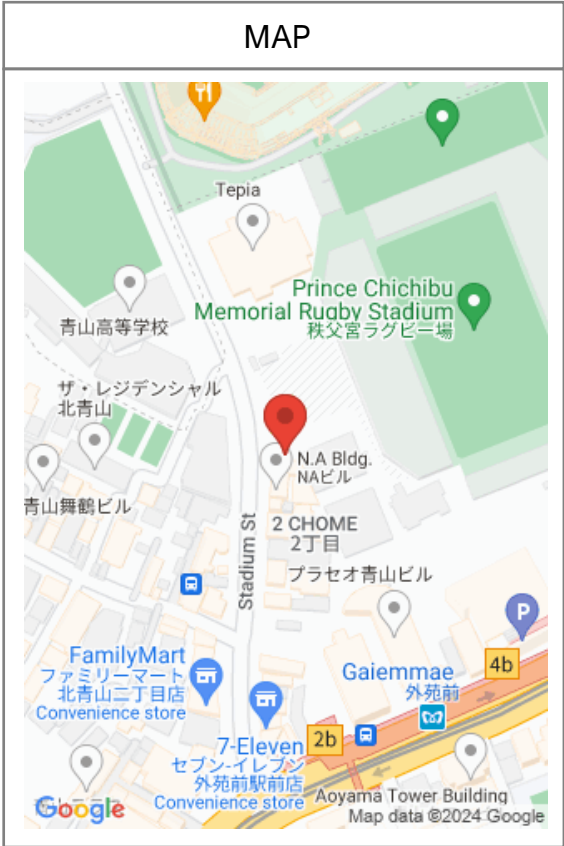 MAP
Tepia
Prince Chichibu
Memorial Rugby Stadium
秩父宮ラグビー場
青山高等学校
ザ・レジデンシャル
北青山
N.A Bldg.
NAビル
青山舞鶴ビル
2 CHOME
2丁目
Stadium St
プラセオ青山ビル
P
FamilyMart
ファミリーマート
北青山二丁目店
Convenience store
Gaiemmae
外苑前
4b
2b
7-Eleven
セブン-イレブン
外苑前駅前店
Convenience store
Aoyama Tower Building
Google
Map data ©2024 Google